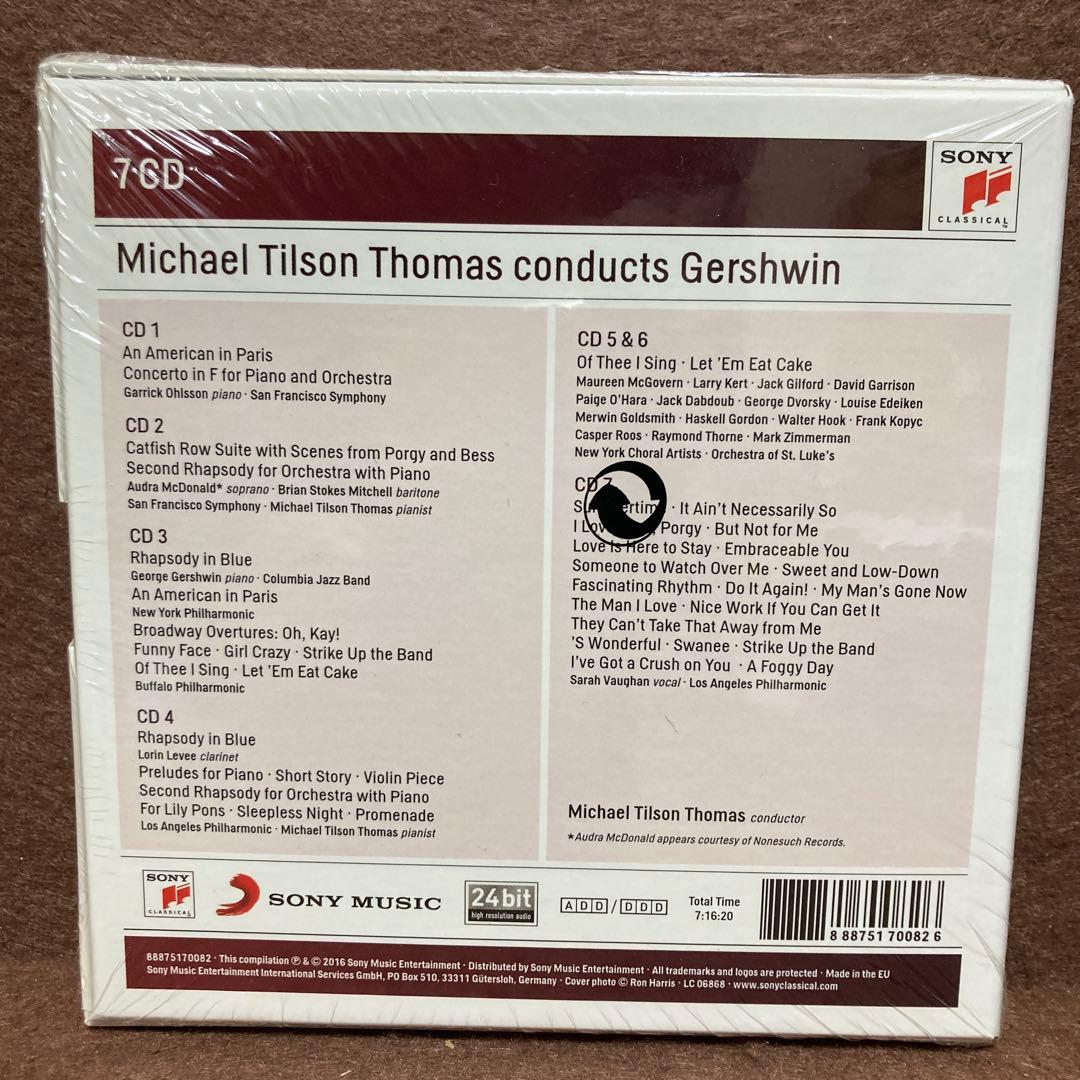 7CD
SONY
CLASSICAL
Michael Tilson Thomas conducts Gershwin
CD 1
An American in Paris
Concerto in F for Piano and Orchestra
Garrick Ohlsson piano · San Francisco Symphony
CD 2
Catfish Row Suite with Scenes from Porgy and Bess
Second Rhapsody for Orchestra with Piano
Audra McDonald* soprano · Brian Stokes Mitchell baritone
San Francisco Symphony · Michael Tilson Thomas pianist
CD 3
Rhapsody in Blue
George Gershwin piano · Columbia Jazz Band
An American in Paris
New York Philharmonic
Broadway Overtures: Oh, Kay!
Funny Face · Girl Crazy · Strike Up the Band
Of Thee I Sing · Let 'Em Eat Cake
Buffalo Philharmonic
CD 4
Rhapsody in Blue
Lorin Levee clarinet
Preludes for Piano · Short Story · Violin Piece
Second Rhapsody for Orchestra with Piano
For Lily Pons · Sleepless Night · Promenade
Los Angeles Philharmonic · Michael Tilson Thomas pianist
CD 5 & 6
Of Thee I Sing · Let 'Em Eat Cake
Maureen McGovern · Larry Kert · Jack Gilford · David Garrison
Paige O'Hara · Jack Dabdoub · George Dvorsky · Louise Edeiken
Merwin Goldsmith · Haskell Gordon · Walter Hook · Frank Kopyc
Casper Roos · Raymond Thorne · Mark Zimmerman
New York Choral Artists · Orchestra of St. Luke's
CD 7
Summertime · It Ain't Necessarily So
I Porgy · But Not for Me
Love Is Here to Stay · Embraceable You
Someone to Watch Over Me · Sweet and Low-Down
Fascinating Rhythm · Do It Again! · My Man's Gone Now
The Man I Love · Nice Work If You Can Get It
They Can't Take That Away from Me
'S Wonderful · Swanee · Strike Up the Band
I've Got a Crush on You · A Foggy Day
Sarah Vaughan vocal · Los Angeles Philharmonic
Michael Tilson Thomas conductor
*Audra McDonald appears courtesy of Nonesuch Records.
SONY
CLASSICAL
SONY MUSIC
24bit
high resolution audio
ADD/DDD
Total Time
7:16:20
8 88751 70082 6
88875170082 · This compilation ℗ & © 2016 Sony Music Entertainment · Distributed by Sony Music Entertainment · All trademarks and logos are protected · Made in the EU
Sony Music Entertainment International Services GmbH, PO Box 510, 33311 Gütersloh, Germany · Cover photo © Ron Harris · LC 06868 · www.sonyclassical.com